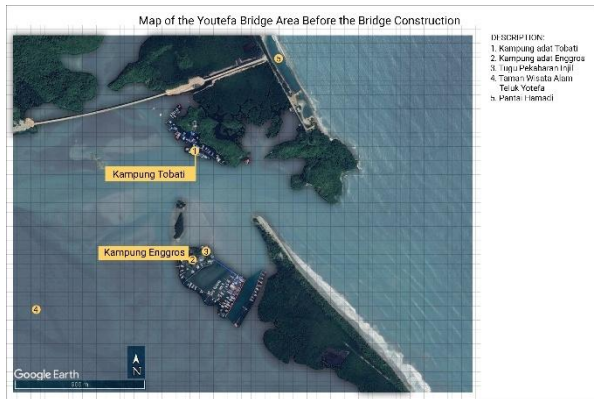 Map of the Youtefa Bridge Area Before the Bridge Construction
DESCRIPTION:
1. Kampung adat Tobati
2. Kampung adat Enggros
3. Tugu Pekabaran Injil
4. Taman Wisata Alam
Teluk Yotefa
5. Pantai Hamadi
5
1
Kampung Tobati
Kampung Enggros
3
2
4
N
Google Earth